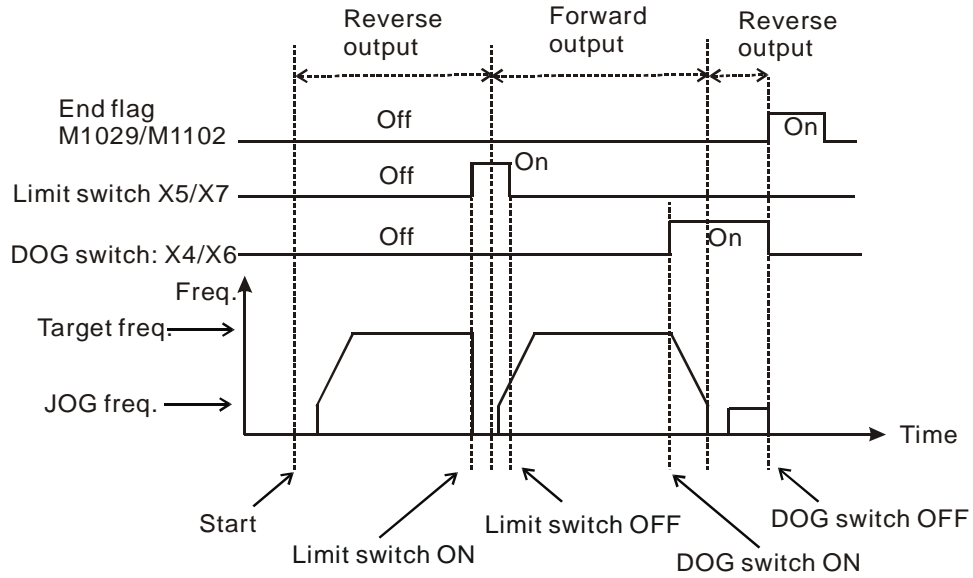 Reverse
output
Forward
output
Reverse
output
End flag
M1029/M1102
Off
On
Limit switch X5/X7
Off
On
DOG switch: X4/X6
Off
On
Freq.
Target freq.
JOG freq.
Time
Start
Limit switch ON
Limit switch OFF
DOG switch ON
DOG switch OFF